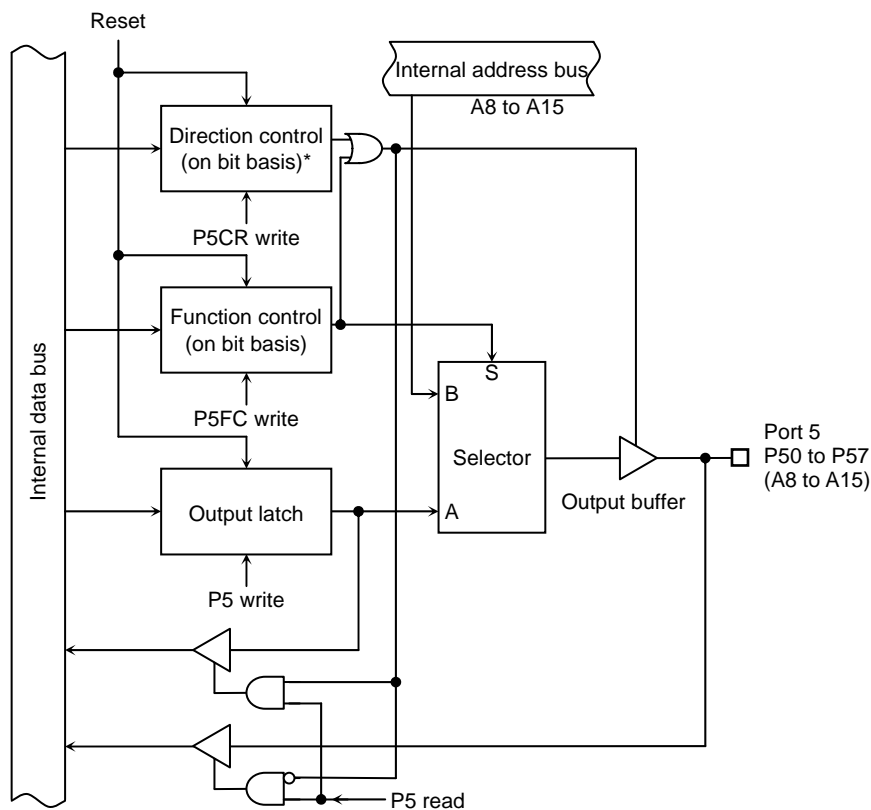 Reset
Internal address bus
A8 to A15
Direction control
(on bit basis)*
P5CR write
Function control
(on bit basis)
P5FC write
Internal data bus
S
B
Selector
A
Output buffer
Port 5
P50 to P57
(A8 to A15)
Output latch
P5 write
P5 read